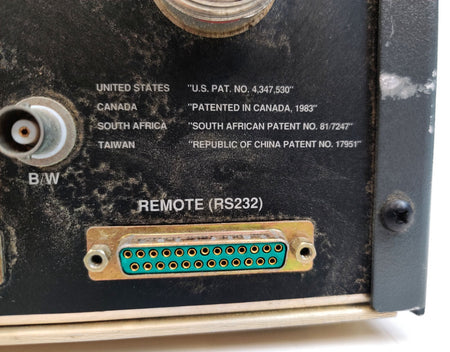 UNITED STATES "U.S. PAT. NO. 4,347,530"
CANADA "PATENTED IN CANADA, 1983"
SOUTH AFRICA "SOUTH AFRICAN PATENT NO. 81/7247"
TAIWAN "REPUBLIC OF CHINA PATENT NO. 17951"
B/W
REMOTE (RS232)